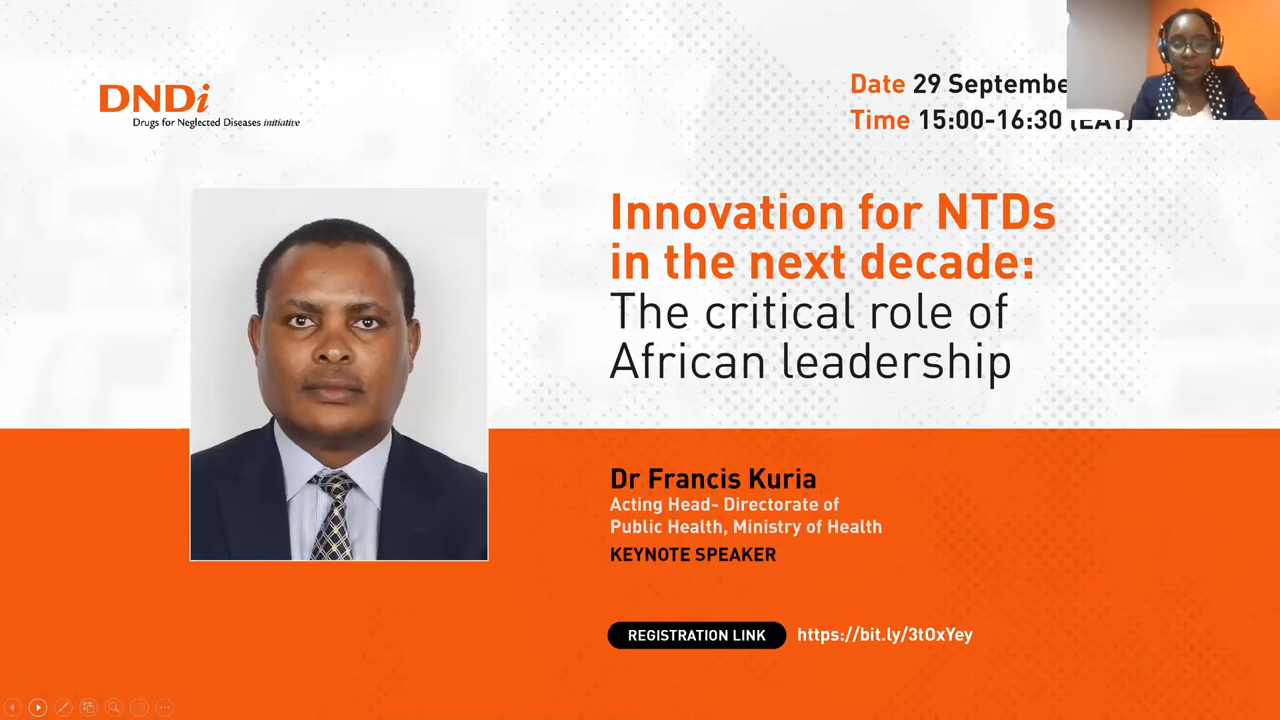 DNDi
Drugs for Neglected Diseases initiative
Date 29 Septembe
Time 15:00-16:30 (EAT)
Innovation for NTDs
in the next decade:
The critical role of
African leadership
Dr Francis Kuria
Acting Head- Directorate of
Public Health, Ministry of Health
KEYNOTE SPEAKER
REGISTRATION LINK https://bit.ly/3tOxYey